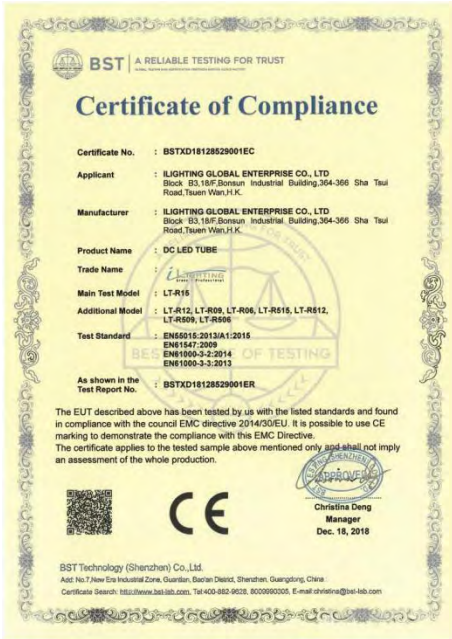 BST A RELIABLE TESTING FOR TRUST
Certificate of Compliance
Certificate No. : BSTXD18128529001EC
Applicant : ILIGHTING GLOBAL ENTERPRISE CO., LTD
Block B3,18/F,Bonsun Industrial Building,364-366 Sha Tsui
Road,Tsuen Wan,H.K.
Manufacturer : ILIGHTING GLOBAL ENTERPRISE CO., LTD
Block B3,18/F,Bonsun Industrial Building,364-366 Sha Tsui
Road,Tsuen Wan,H.K.
Product Name : DC LED TUBE
Trade Name : iLIGHTING
Main Test Model : LT-R15
Additional Model : LT-R12, LT-R09, LT-R06, LT-R515, LT-R512,
LT-R509, LT-R506
Test Standard : EN55015:2013/A1:2015
EN61547:2009
EN61000-3-2:2014
EN61000-3-3:2013
As shown in the
Test Report No. : BSTXD18128529001ER
OF TESTING
The EUT described above has been tested by us with the listed standards and found
in compliance with the council EMC directive 2014/30/EU. It is possible to use CE
marking to demonstrate the compliance with this EMC Directive.
The certificate applies to the tested sample above mentioned only and shall not imply
an assessment of the whole production.
APPROVED
CE
Christina Deng
Manager
Dec. 18, 2018
BST Technology (Shenzhen) Co.,Ltd.
Add: No.7,New Era Industrial Zone, Guantian, Bao'an District, Shenzhen, Guangdong, China
Certificate Search: http://www.bst-lab.com, Tel:400-882-9628, 8009990305, E-mail:christina@bst-lab.com